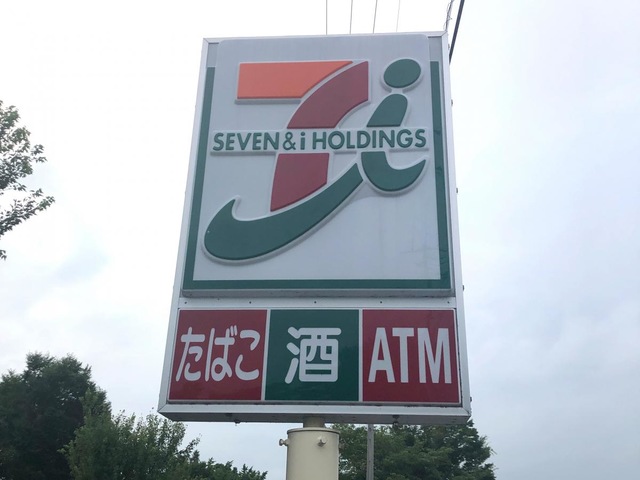 SEVEN & i HOLDINGS
たばこ 酒 ATM